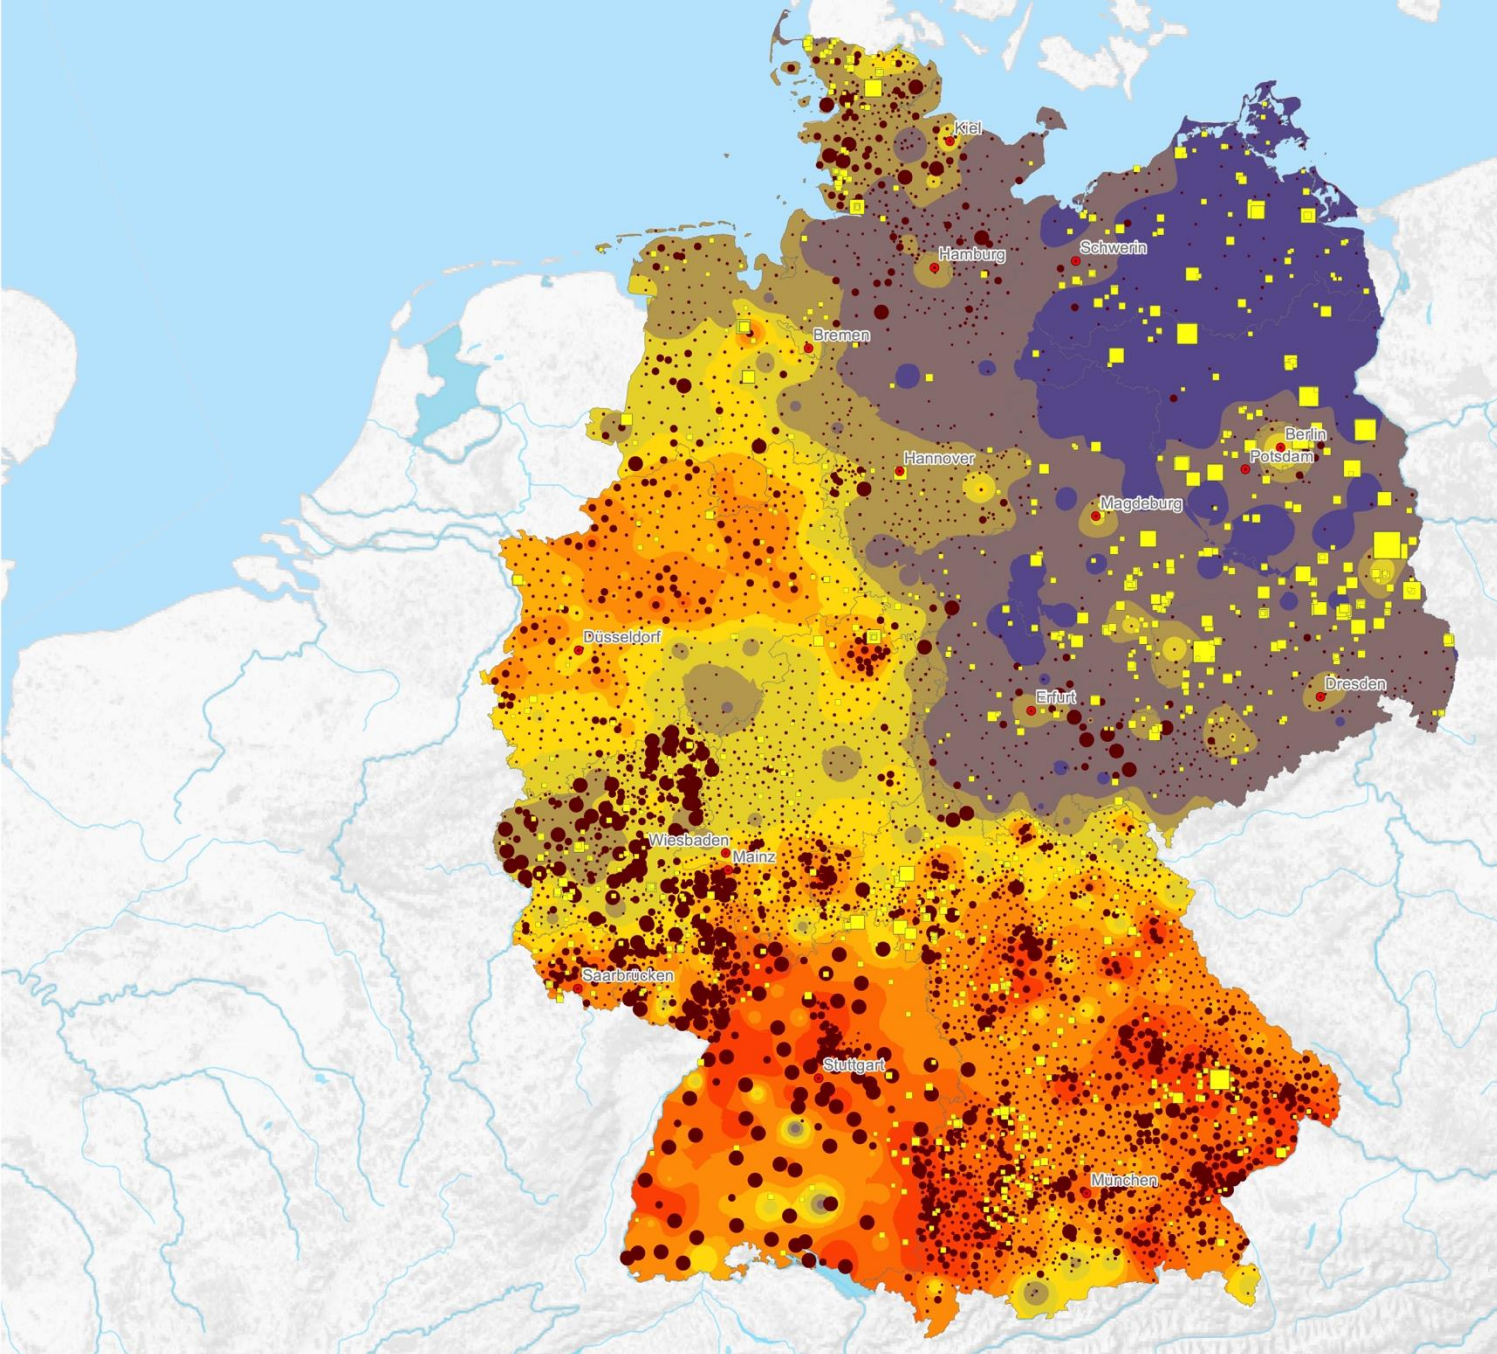 Kiel
Schwerin
Hamburg
Bremen
Berlin
Potsdam
Hannover
Magdeburg
Düsseldorf
Dresden
Erfurt
Wiesbaden
Mainz
Saarbrücken
Stuttgart
München